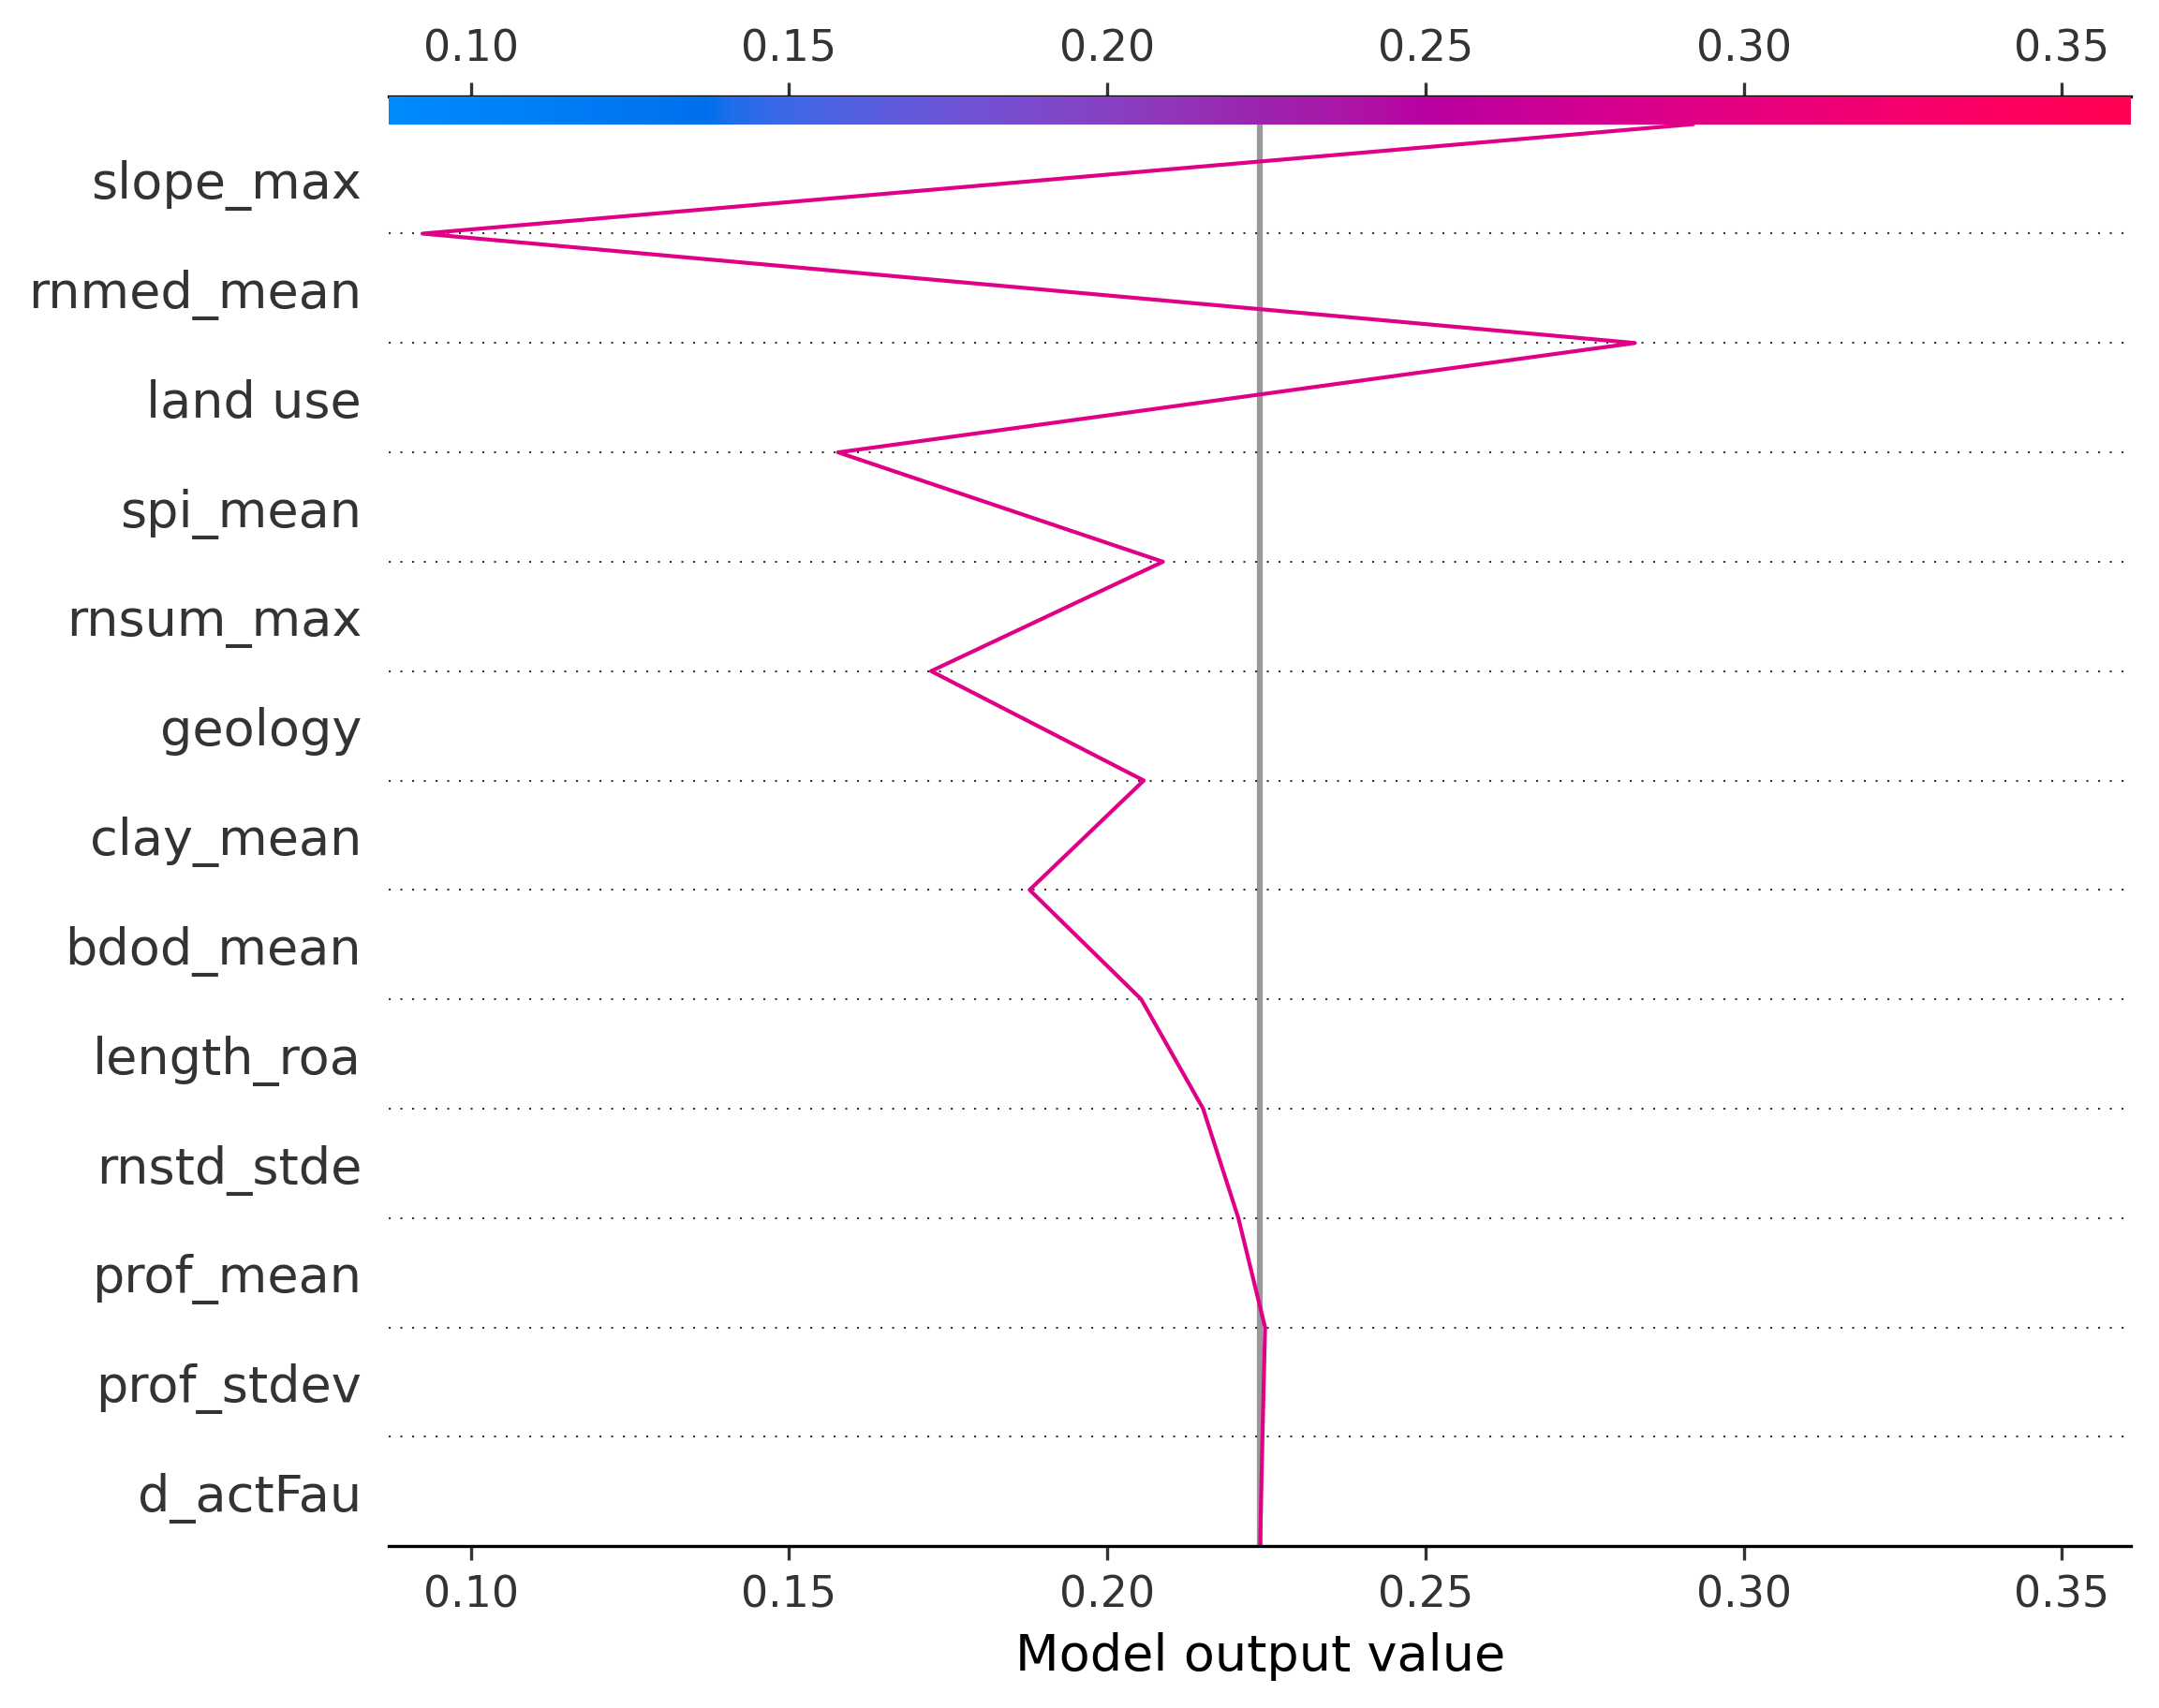 0.10 0.15 0.20 0.25 0.30 0.35
slope_max
rnmed_mean
land use
spi_mean
rnsum_max
geology
clay_mean
bdod_mean
length_roa
rnstd_stde
prof_mean
prof_stdev
d_actFau
0.10 0.15 0.20 0.25 0.30 0.35
Model output value